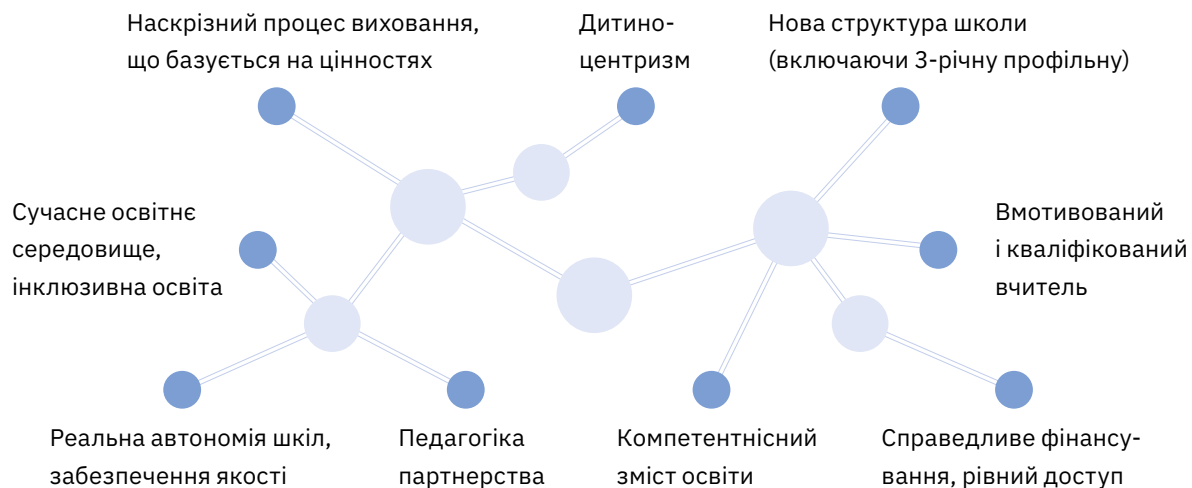 Наскрізний процес виховання,
що базується на цінностях
Дитино-
центризм
Нова структура школи
(включаючи 3-річну профільну)
Сучасне освітнє
середовище,
інклюзивна освіта
Вмотивований
і кваліфікований
вчитель
Реальна автономія шкіл,
забезпечення якості
Педагогіка
партнерства
Компетентнісний
зміст освіти
Справедливе фінансу-
вання, рівний доступ